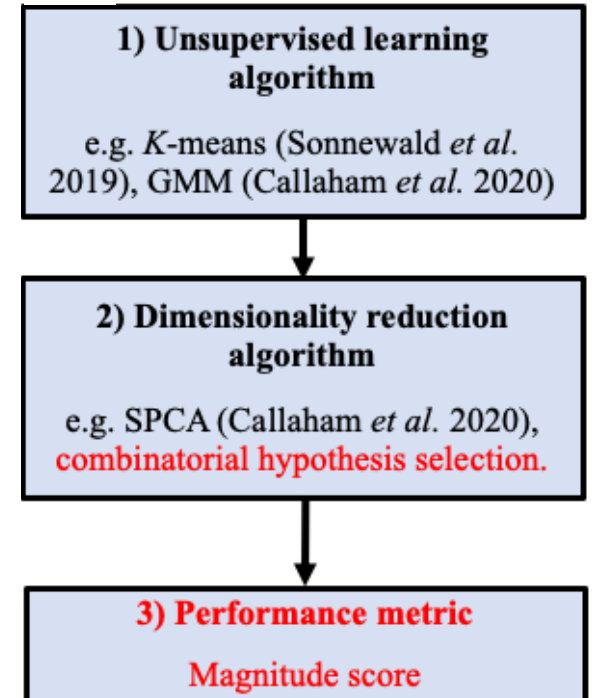 1) Unsupervised learning
algorithm
e.g. K-means (Sonnewald et al.
2019), GMM (Callaham et al. 2020)
2) Dimensionality reduction
algorithm
e.g. SPCA (Callaham et al. 2020),
combinatorial hypothesis selection.
3) Performance metric
Magnitude score